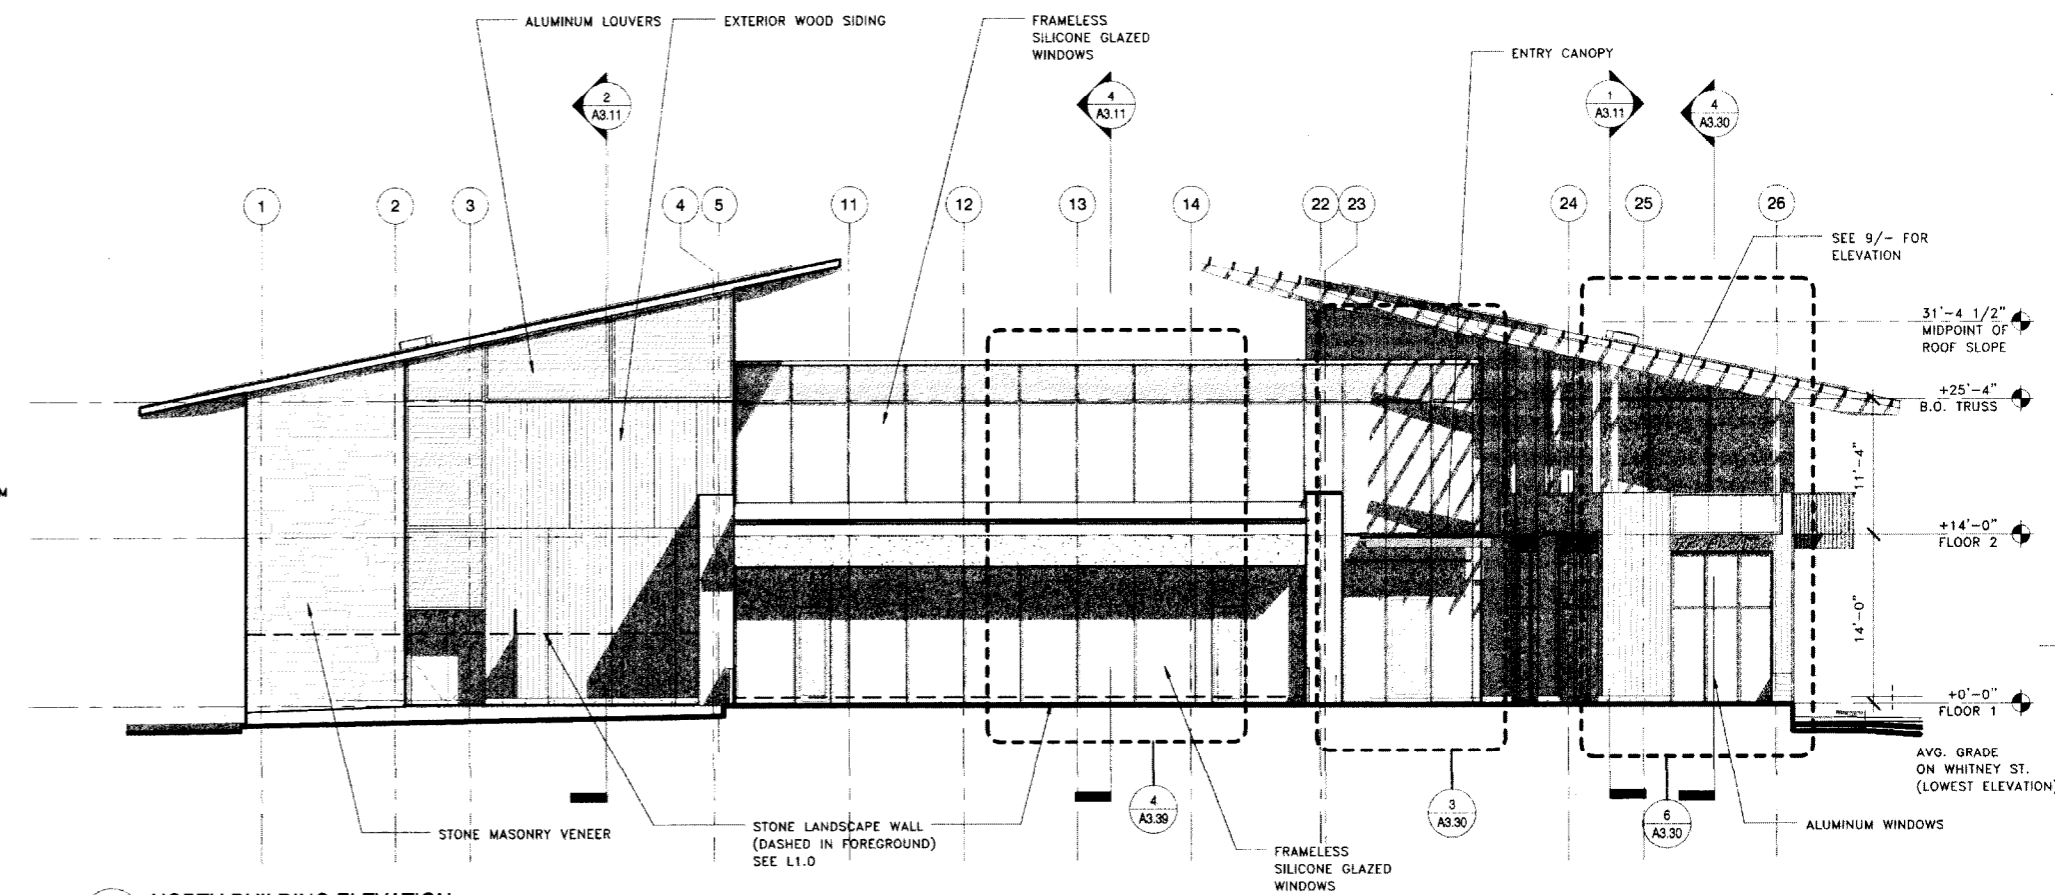 ALUMINUM LOUVERS
EXTERIOR WOOD SIDING
FRAMELESS
SILICONE GLAZED
WINDOWS
ENTRY CANOPY
2
A3.11
4
A3.11
1
A3.11
4
A3.30
1
2
3
4
5
11
12
13
14
22
23
24
25
26
SEE 9/- FOR
ELEVATION
31'-4 1/2"
MIDPOINT OF
ROOF SLOPE
+25'-4"
B.O. TRUSS
11'-4"
M
+14'-0"
FLOOR 2
14'-0"
+0'-0"
FLOOR 1
AVG. GRADE
ON WHITNEY ST.
(LOWEST ELEVATION)
4
A3.39
3
A3.30
6
A3.30
STONE MASONRY VENEER
STONE LANDSCAPE WALL
(DASHED IN FOREGROUND)
SEE L1.0
FRAMELESS
SILICONE GLAZED
WINDOWS
ALUMINUM WINDOWS
NORTH BUILDING ELEVATION